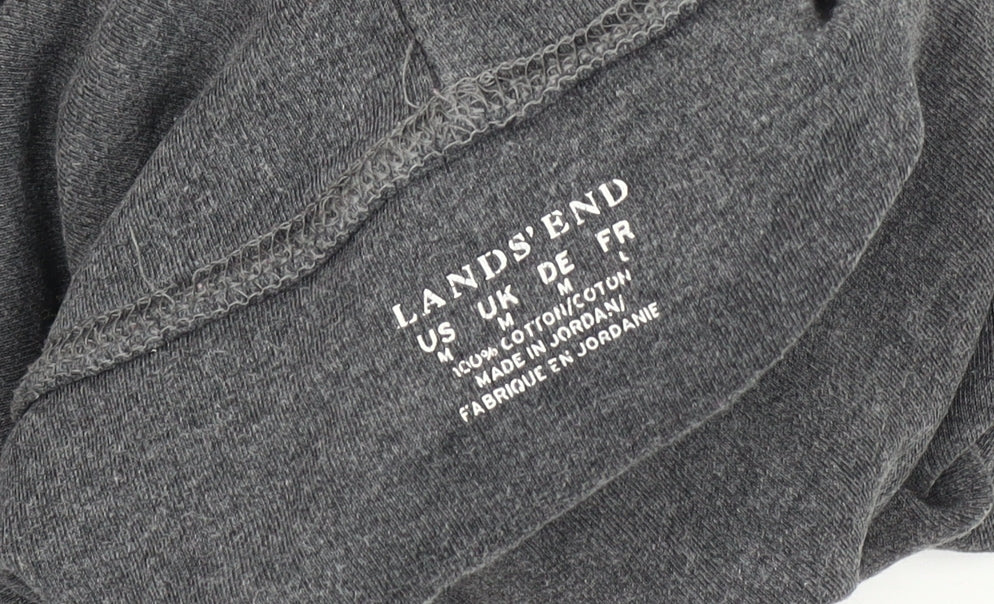 LANDS' END
US UK DE FR
M M M L
100% COTTON/COTON
MADE IN JORDAN/
FABRIQUE EN JORDANIE